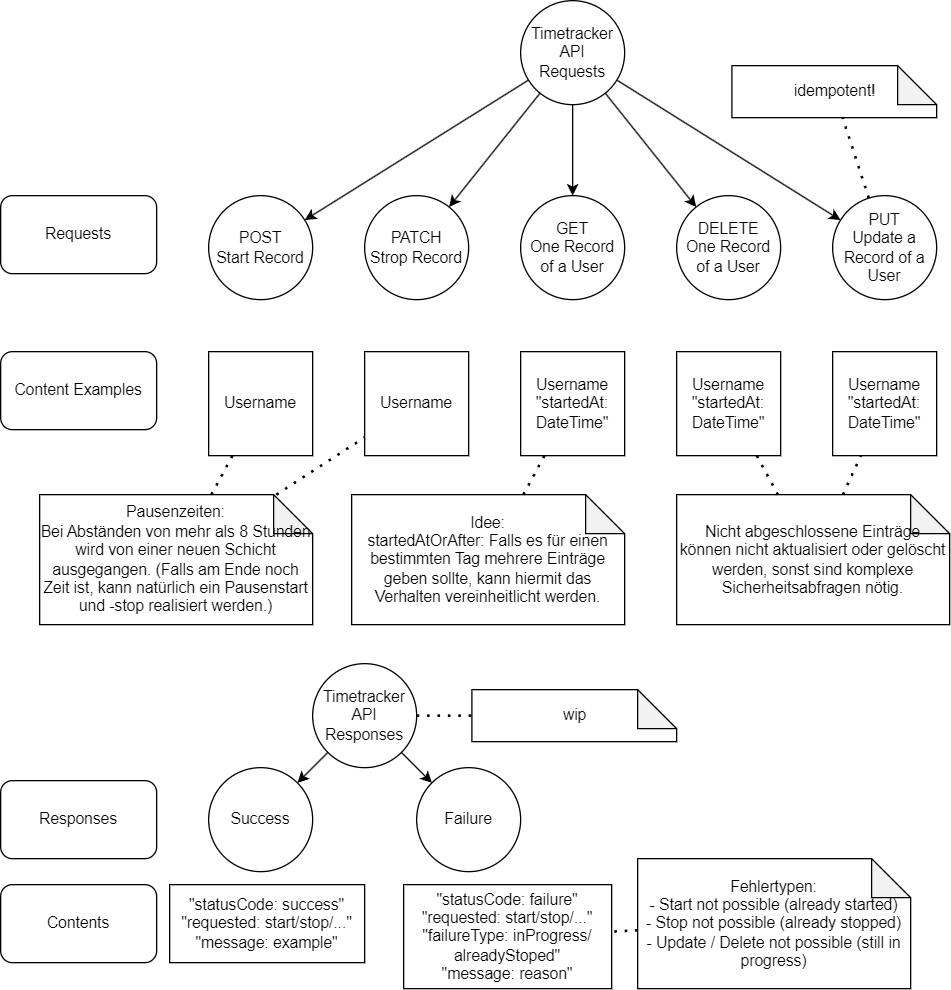 Timetracker
API
Requests
idempotent!
Requests
POST
Start Record
PATCH
Strop Record
GET
One Record
of a User
DELETE
One Record
of a User
PUT
Update a
Record of a
User
Content Examples
Username
Username
Username
"startedAt:
DateTime"
Username
"startedAt:
DateTime"
Username
"startedAt:
DateTime"
Pausenzeiten:
Bei Abständen von mehr als 8 Stunden
wird von einer neuen Schicht
ausgegangen. (Falls am Ende noch
Zeit ist, kann natürlich ein Pausenstart
und -stop realisiert werden.)
Idee:
startedAtOrAfter: Falls es für einen
bestimmten Tag mehrere Einträge
geben sollte, kann hiermit das
Verhalten vereinheitlicht werden.
Nicht abgeschlossene Einträge
können nicht aktualisiert oder gelöscht
werden, sonst sind komplexe
Sicherheitsabfragen nötig.
Timetracker
API
Responses
wip
Responses
Success
Failure
Contents
"statusCode: success"
"requested: start/stop/..."
"message: example"
"statusCode: failure"
"requested: start/stop/..."
"failureType: inProgress/
alreadyStoped"
"message: reason"
Fehlertypen:
- Start not possible (already started)
- Stop not possible (already stopped)
- Update / Delete not possible (still in
progress)